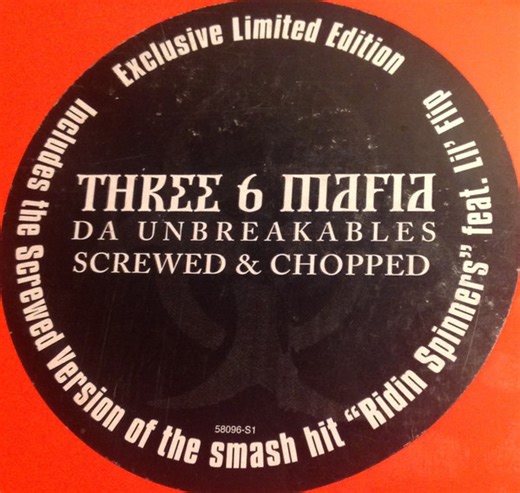 Exclusive Limited Edition
THREE 6 MAFIA
DA UNBREAKABLES
SCREWED & CHOPPED
58096-S1
Includes the Screwed Version of the smash hit "Ridin Spinners" feat. Lil' Flip